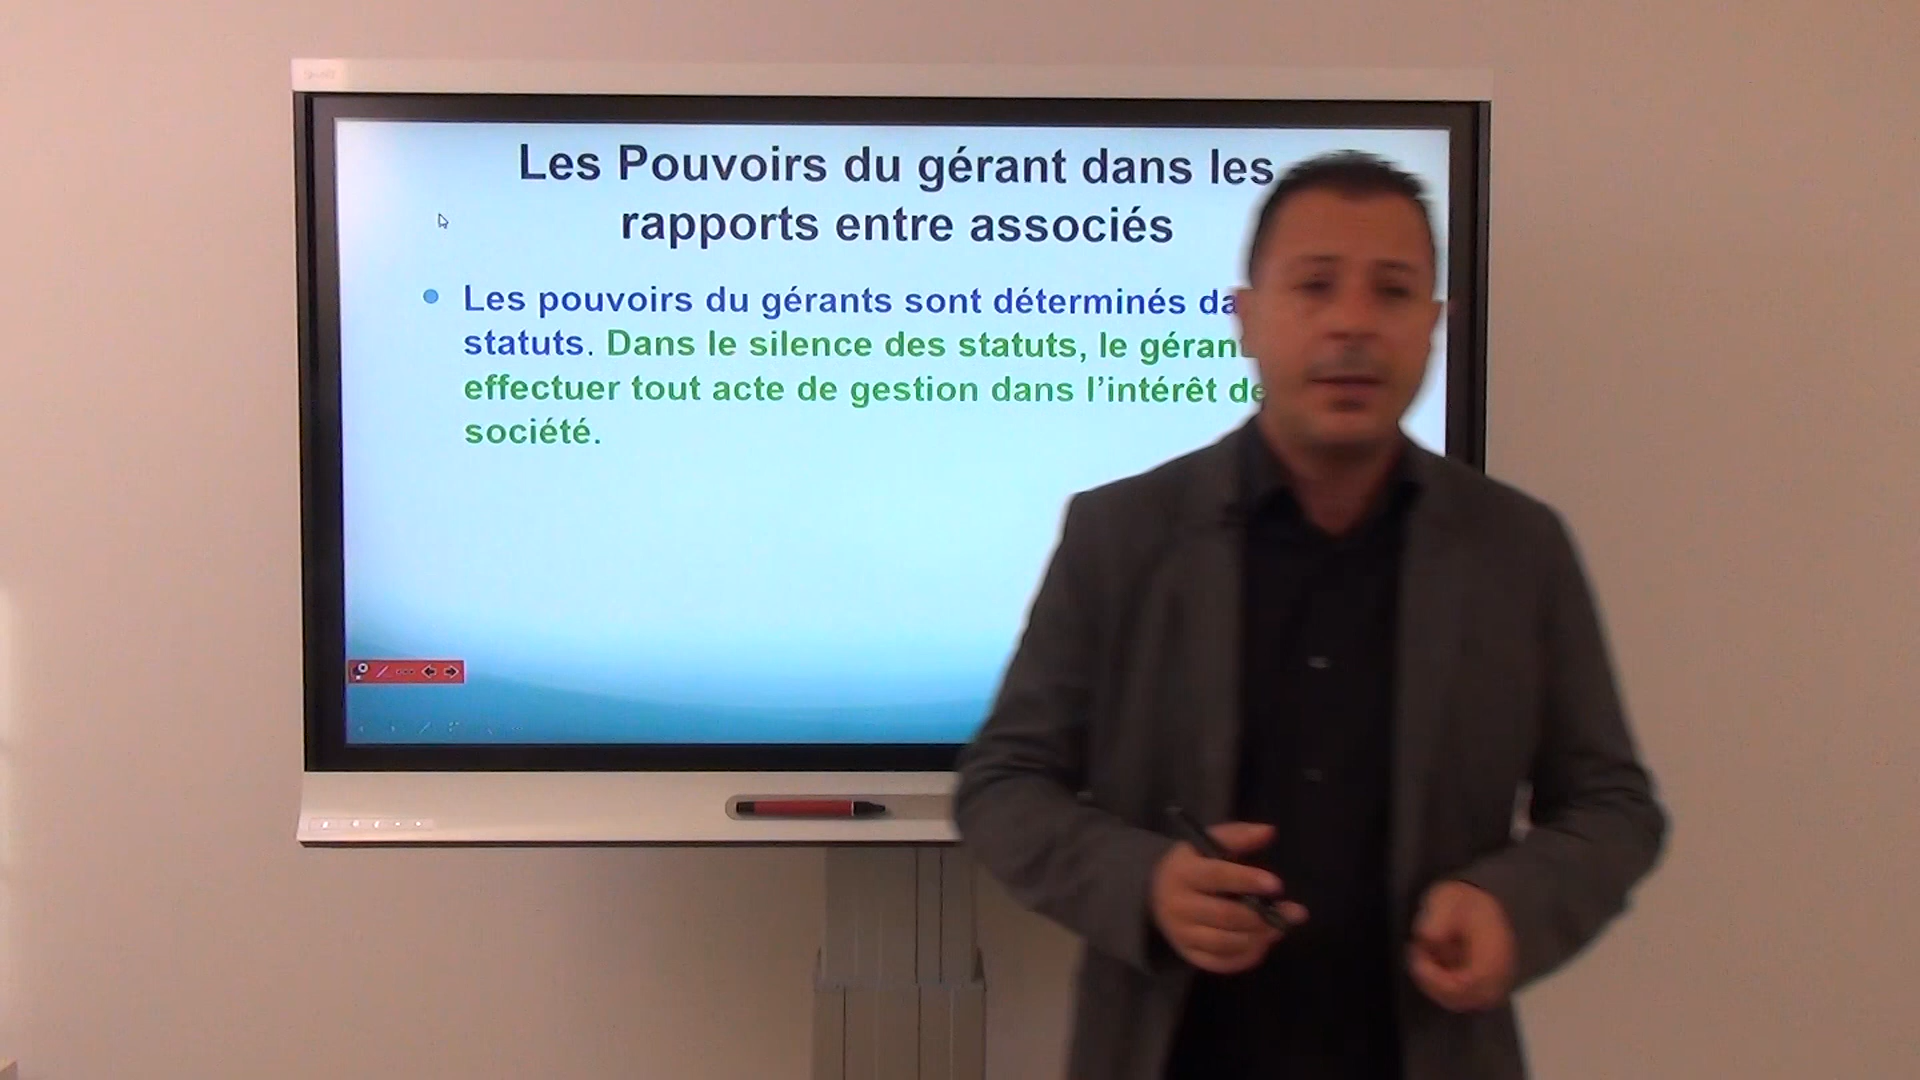 Les Pouvoirs du gérant dans les
rapports entre associés
Les pouvoirs du gérants sont déterminés
statuts. Dans le silence des statuts, le gérant
effectuer tout acte de gestion dans l’intérêt de
société.